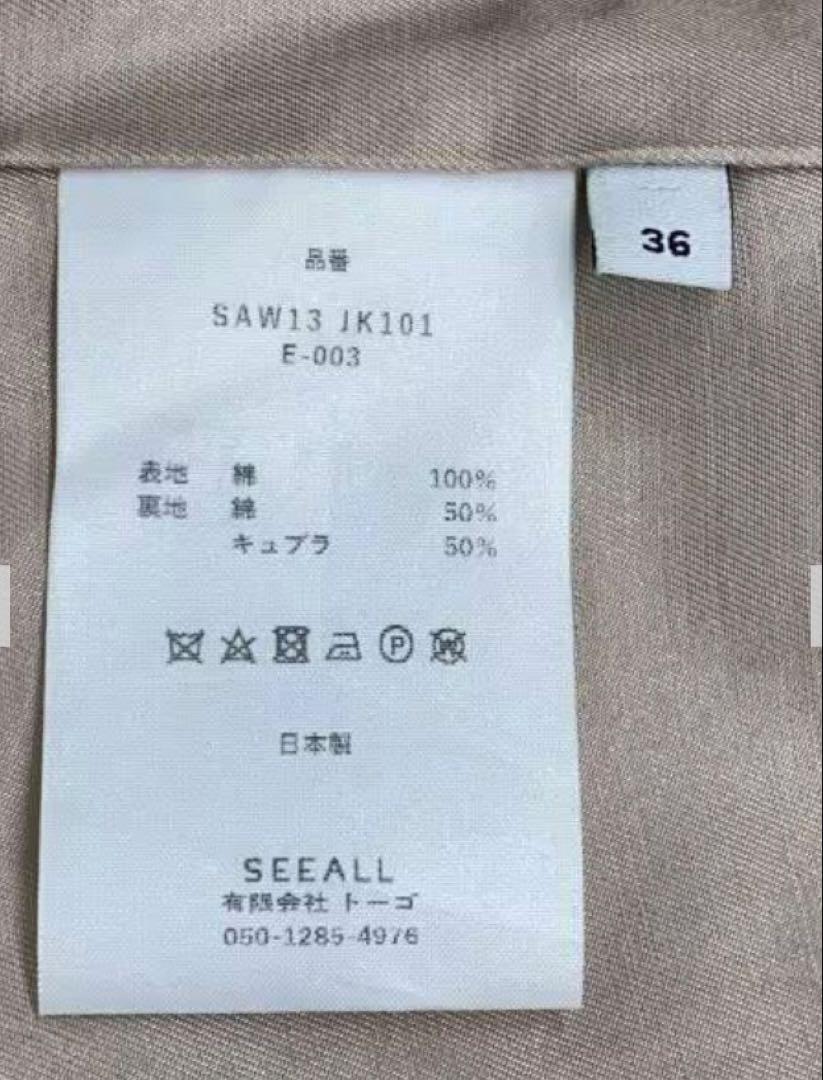 品番
SAW13 JK101
E-003
36
表地 綿 100%
裏地 綿 50%
キュプラ 50%
P W
日本製
SEEALL
有限会社 トーゴ
050-1285-4976